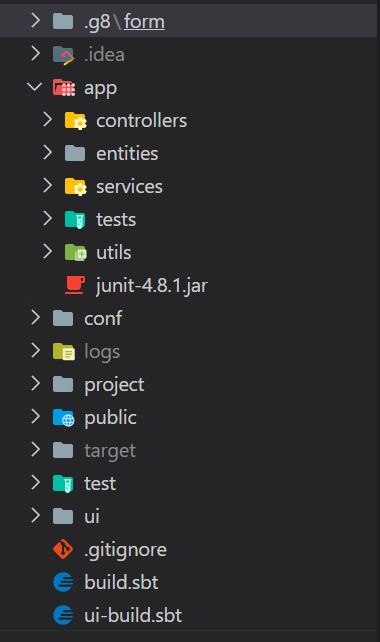 .g8\form
.idea
app
controllers
entities
services
tests
utils
junit-4.8.1.jar
conf
logs
project
public
target
test
ui
.gitignore
build.sbt
ui-build.sbt